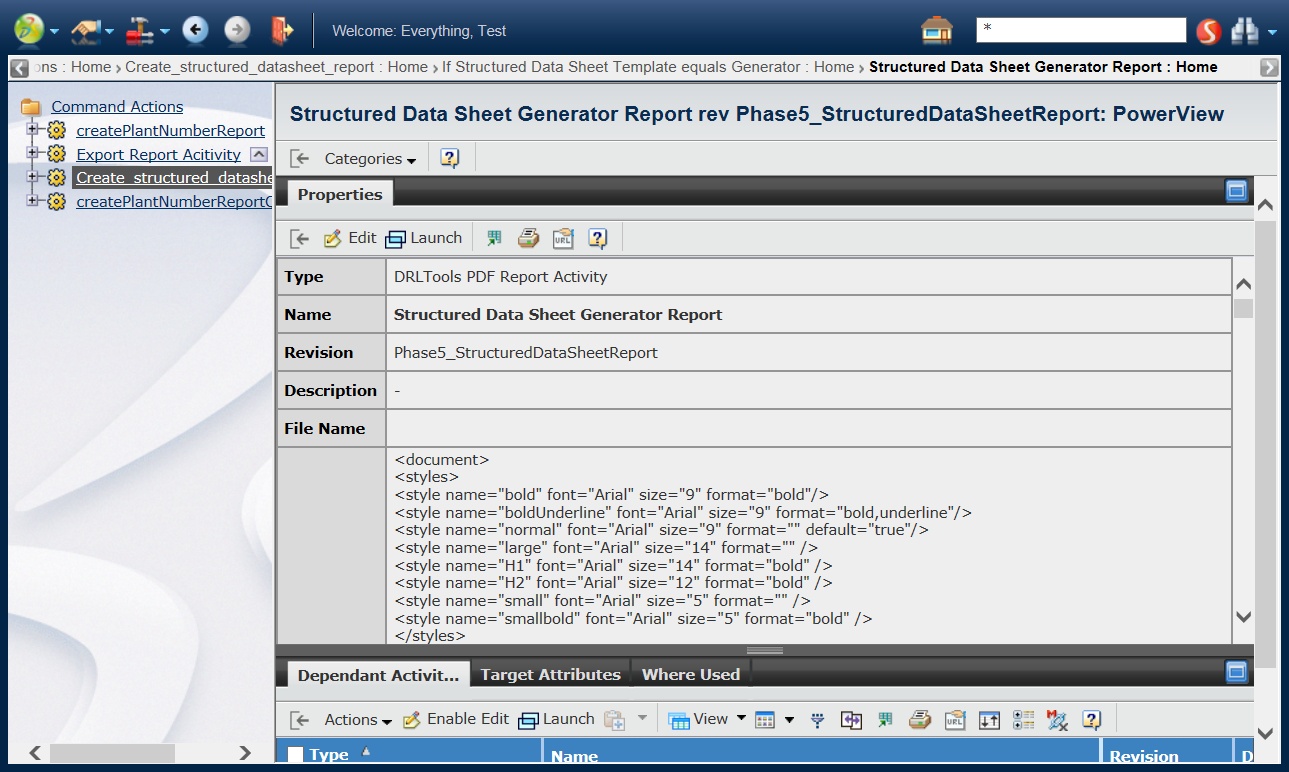 Welcome: Everything, Test
*
ons : Home › Create_structured_datasheet_report : Home › If Structured Data Sheet Template equals Generator : Home › Structured Data Sheet Generator Report : Home
Command Actions
createPlantNumberReport
Export Report Acitivity
Create_structured_datashe
createPlantNumberReportC
Structured Data Sheet Generator Report rev Phase5_StructuredDataSheetReport: PowerView
Categories
Properties
Edit Launch URL
Type DRLTools PDF Report Activity
Name Structured Data Sheet Generator Report
Revision Phase5_StructuredDataSheetReport
Description -
File Name
<document>
<styles>
<style name="bold" font="Arial" size="9" format="bold"/>
<style name="boldUnderline" font="Arial" size="9" format="bold,underline"/>
<style name="normal" font="Arial" size="9" format="" default="true"/>
<style name="large" font="Arial" size="14" format="" />
<style name="H1" font="Arial" size="14" format="bold" />
<style name="H2" font="Arial" size="12" format="bold" />
<style name="small" font="Arial" size="5" format="" />
<style name="smallbold" font="Arial" size="5" format="bold" />
</styles>
Dependant Activit... Target Attributes Where Used
Actions Enable Edit Launch View URL
Type Name Revision D